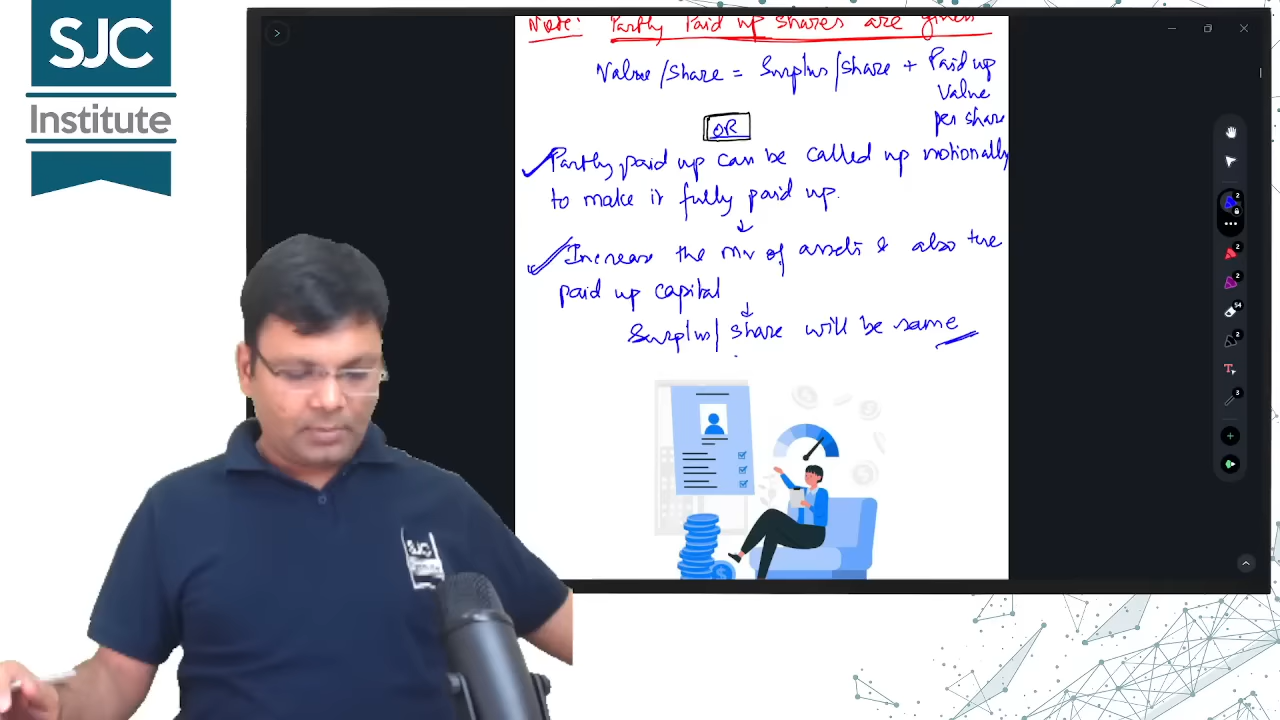 SJC
Institute
Note: Partly Paid up shares are given
Value/Share = Surplus/share + Paid up
Value
per share
OR
Partly paid up can be called up notionally
to make it fully paid up.
Increase the mv of assets & also the
paid up capital
Surplus/share will be same
SJC